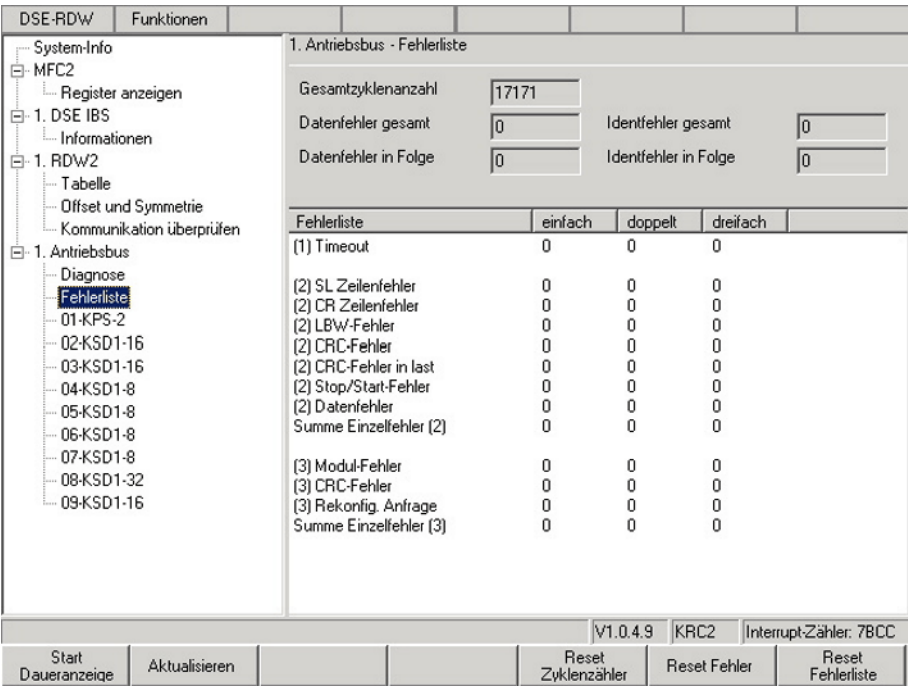 DSE-RDW Funktionen
System-Info
MFC2
Register anzeigen
1. DSE IBS
Informationen
1. RDW2
Tabelle
Offset und Symmetrie
Kommunikation überprüfen
1. Antriebsbus
Diagnose
Fehlerliste
01-KPS-2
02-KSD1-16
03-KSD1-16
04-KSD1-8
05-KSD1-8
06-KSD1-8
07-KSD1-8
08-KSD1-32
09-KSD1-16
1. Antriebsbus - Fehlerliste
Gesamtzyklenanzahl 17171
Datenfehler gesamt 0 Identfehler gesamt 0
Datenfehler in Folge 0 Identfehler in Folge 0
Fehlerliste einfach doppelt dreifach
(1) Timeout 0 0 0
(2) SL Zeilenfehler 0 0 0
(2) CR Zeilenfehler 0 0 0
(2) LBW-Fehler 0 0 0
(2) CRC-Fehler 0 0 0
(2) CRC-Fehler in last 0 0 0
(2) Stop/Start-Fehler 0 0 0
(2) Datenfehler 0 0 0
Summe Einzelfehler (2) 0 0 0
(3) Modul-Fehler 0 0 0
(3) CRC-Fehler 0 0 0
(3) Rekonfig. Anfrage 0 0 0
Summe Einzelfehler (3) 0 0 0
V1.0.4.9 KRC2 Interrupt-Zähler: 7BCC
Start Daueranzeige
Aktualisieren
Reset Zyklenzähler
Reset Fehler
Reset Fehlerliste